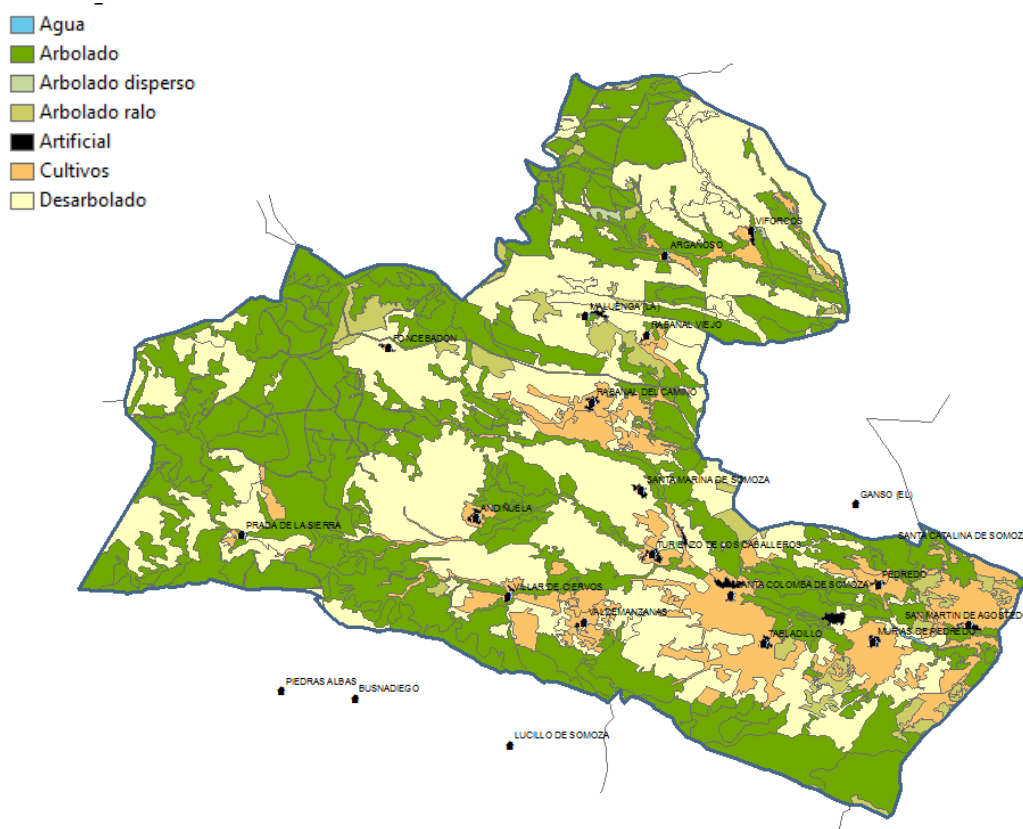 Agua
Arbolado
Arbolado disperso
Arbolado ralo
Artificial
Cultivos
Desarbolado
VIFORCOS
ARGAÑOSO
MALUENGA (LA)
RABANAL VIEJO
FONCEBADON
RABANAL DEL CAMINO
SANTA MARINA DE SOMOZA
GANSO (EL)
ANDIÑUELA
PRADA DE LA SIERRA
SANTA CATALINA DE SOMOZ
TURIENZO DE LOS CABALLEROS
PEDREDO
SANTA COLOMBA DE SOMOZA
VILLAR DE CIERVOS
VALDEMANZANAS
SAN MARTIN DE AGOSTEDO
TABLADILLO
MURIAS DE PEDREDO
PIEDRAS ALBAS
BUSNADIEGO
LUCILLO DE SOMOZA